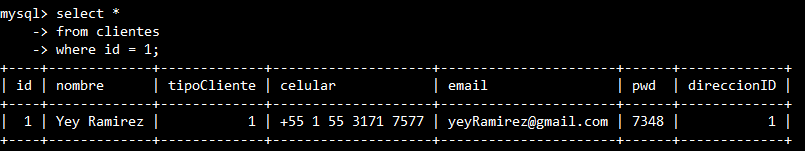 mysql> select *
    -> from clientes
    -> where id = 1;
+----+-------------+-------------+-------------------+----------------------+------+-------------+
| id | nombre      | tipoCliente | celular           | email                | pwd  | direccionID |
+----+-------------+-------------+-------------------+----------------------+------+-------------+
|  1 | Yey Ramirez |           1 | +55 1 55 3171 7577 | yeyRamirez@gmail.com | 7348 |           1 |
+----+-------------+-------------+-------------------+----------------------+------+-------------+